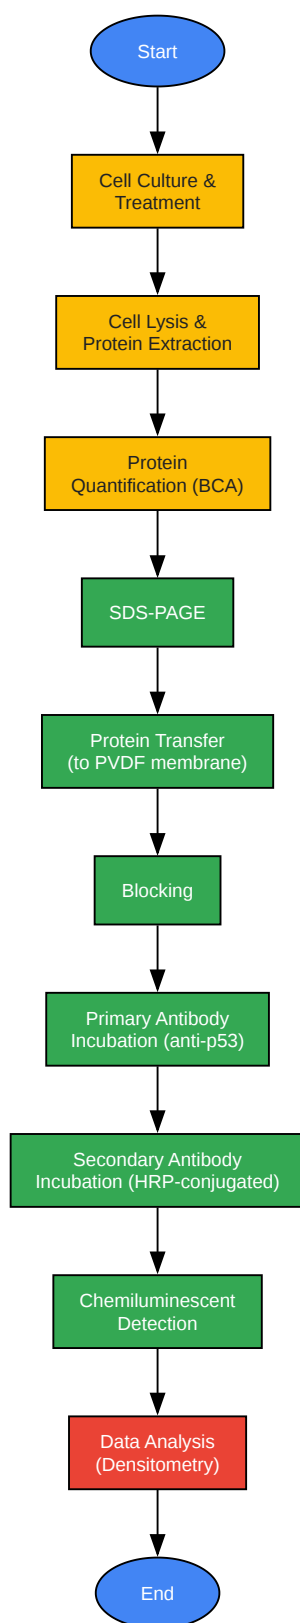 Start
Cell Culture &
Treatment
Cell Lysis &
Protein Extraction
Protein
Quantification (BCA)
SDS-PAGE
Protein Transfer
(to PVDF membrane)
Blocking
Primary Antibody
Incubation (anti-p53)
Secondary Antibody
Incubation (HRP-conjugated)
Chemiluminescent
Detection
Data Analysis
(Densitometry)
End